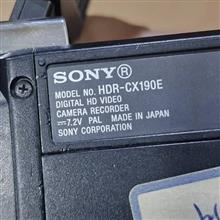 SONY®
MODEL NO. HDR-CX190E
DIGITAL HD VIDEO
CAMERA RECORDER
⎓7.2V PAL MADE IN JAPAN
SONY CORPORATION